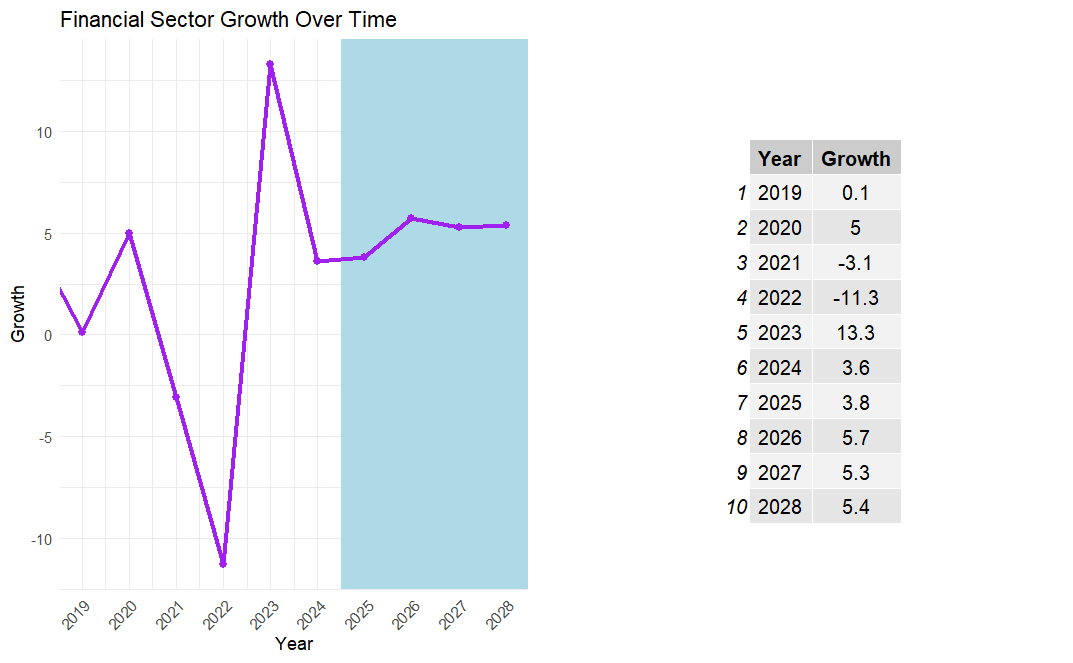 Financial Sector Growth Over Time
Growth
10
5
0
-5
-10
2019 2020 2021 2022 2023 2024 2025 2026 2027 2028
Year
Year Growth
1 2019 0.1
2 2020 5
3 2021 -3.1
4 2022 -11.3
5 2023 13.3
6 2024 3.6
7 2025 3.8
8 2026 5.7
9 2027 5.3
10 2028 5.4